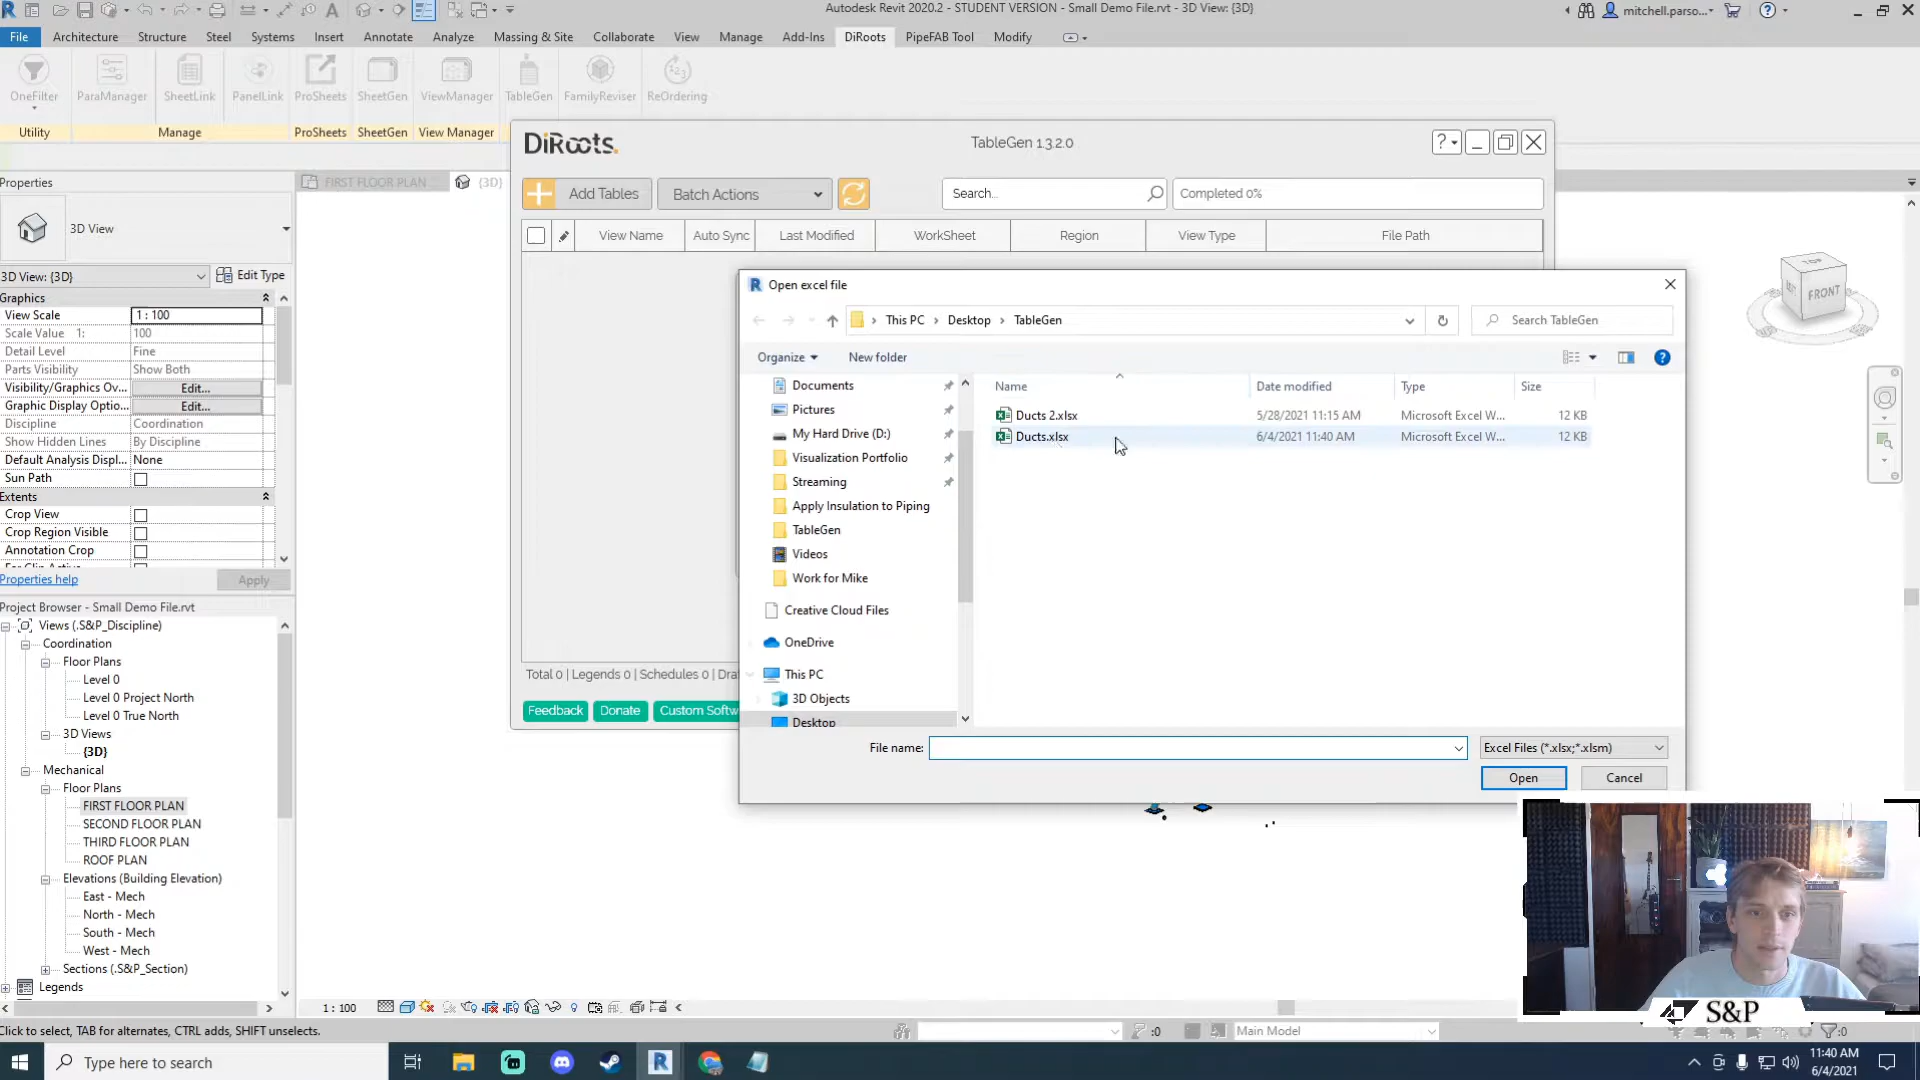 Autodesk Revit 2020.2 - STUDENT VERSION - Small Demo File.rvt - 3D View: {3D}
mitchell.parso...
File
Architecture
Structure
Steel
Systems
Insert
Annotate
Analyze
Massing & Site
Collaborate
View
Manage
Add-Ins
DiRoots
PipeFAB Tool
Modify
OneFilter
ParaManager
SheetLink
PanelLink
ProSheets
SheetGen
ViewManager
TableGen
FamilyReviser
ReOrdering
Utility
Manage
ProSheets
SheetGen
View Manager
DiRoots.
TableGen 1.3.2.0
Add Tables
Batch Actions
Search...
Completed 0%
View Name
Auto Sync
Last Modified
WorkSheet
Region
View Type
File Path
Total 0 | Legends 0 | Schedules 0 | Dra
Feedback
Donate
Custom Softw
Properties
FIRST FLOOR PLAN
{3D}
3D View
3D View: {3D}
Edit Type
Graphics
View Scale
1 : 100
Scale Value 1:
100
Detail Level
Fine
Parts Visibility
Show Both
Visibility/Graphics Ov...
Edit...
Graphic Display Optio...
Edit...
Discipline
Coordination
Show Hidden Lines
By Discipline
Default Analysis Displ...
None
Sun Path
Extents
Crop View
Crop Region Visible
Annotation Crop
Properties help
Apply
Project Browser - Small Demo File.rvt
Views (.S&P_Discipline)
Coordination
Floor Plans
Level 0
Level 0 Project North
Level 0 True North
3D Views
{3D}
Mechanical
Floor Plans
FIRST FLOOR PLAN
SECOND FLOOR PLAN
THIRD FLOOR PLAN
ROOF PLAN
Elevations (Building Elevation)
East - Mech
North - Mech
South - Mech
West - Mech
Sections (.S&P_Section)
Legends
Open excel file
This PC
Desktop
TableGen
Search TableGen
Organize
New folder
Documents
Pictures
My Hard Drive (D:)
Visualization Portfolio
Streaming
Apply Insulation to Piping
TableGen
Videos
Work for Mike
Creative Cloud Files
OneDrive
This PC
3D Objects
Desktop
Name
Date modified
Type
Size
Ducts 2.xlsx
5/28/2021 11:15 AM
Microsoft Excel W...
12 KB
Ducts.xlsx
6/4/2021 11:40 AM
Microsoft Excel W...
12 KB
File name:
Excel Files (*.xlsx;*.xlsm)
Open
Cancel
TOP
FRONT
S&P
1 : 100
Click to select, TAB for alternates, CTRL adds, SHIFT unselects.
:0
Main Model
:0
Type here to search
11:40 AM
6/4/2021